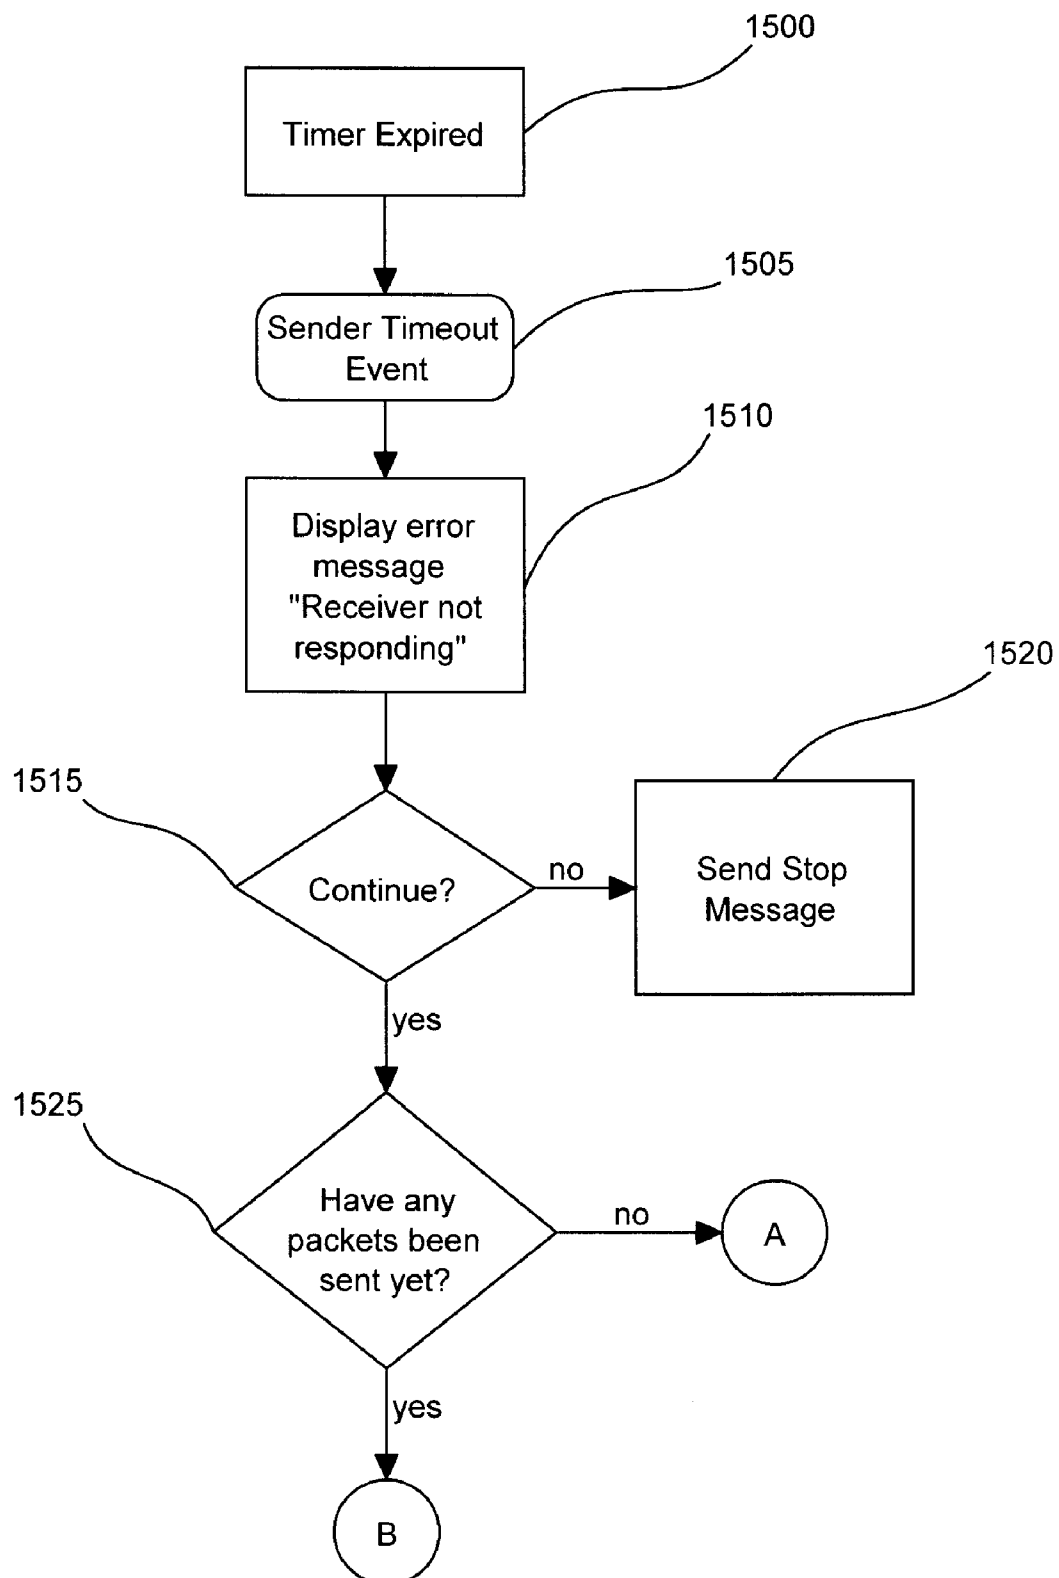 1500
Timer Expired
1505
Sender Timeout
Event
1510
Display error
message
"Receiver not
responding"
1520
1515
Continue?
no
Send Stop
Message
yes
1525
Have any
packets been
sent yet?
no
A
yes
B